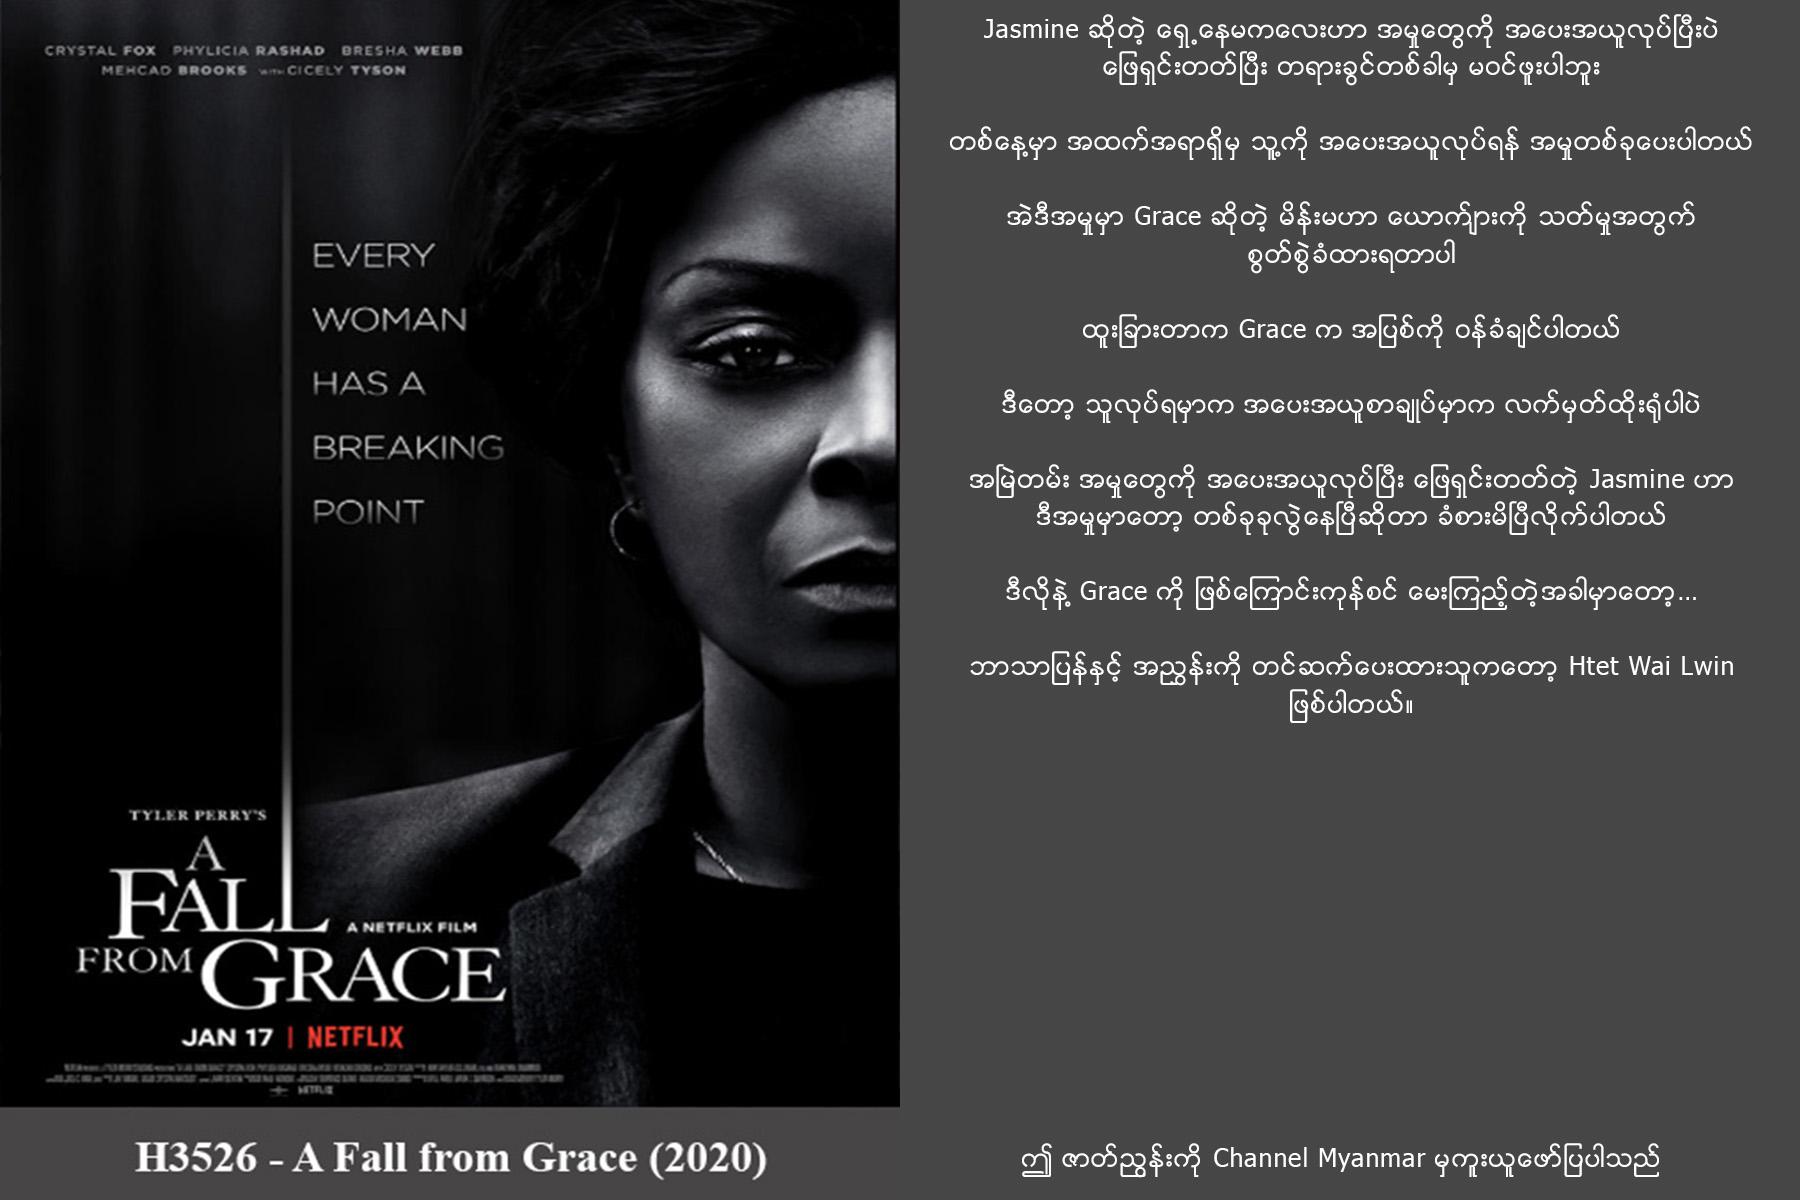 CRYSTAL FOX PHYLICIA RASHAD BRESHA WEBB
MEHCAD BROOKS WITH CICELY TYSON
EVERY
WOMAN
HAS A
BREAKING
POINT
TYLER PERRY'S
A
FALL
FROM GRACE
A NETFLIX FILM
JAN 17 | NETFLIX
NETFLIX
H3526 - A Fall from Grace (2020)
Jasmine ဆိုတဲ့ ရှေ့နေမကလေးဟာ အမှုတွေကို အပေးအယူလုပ်ပြီးပဲ
ဖြေရှင်းတတ်ပြီး တရားခွင်တစ်ခါမှ မဝင်ဖူးပါဘူး
တစ်နေ့မှာ အထက်အရာရှိမှ သူ့ကို အပေးအယူလုပ်ရန် အမှုတစ်ခုပေးပါတယ်
အဲဒီအမှုမှာ Grace ဆိုတဲ့ မိန်းမဟာ ယောက်ျားကို သတ်မှုအတွက်
စွတ်စွဲခံထားရတာပါ
ထူးခြားတာက Grace က အပြစ်ကို ဝန်ခံချင်ပါတယ်
ဒီတော့ သူလုပ်ရမှာက အပေးအယူစာချုပ်မှာက လက်မှတ်ထိုးရုံပါပဲ
အမြဲတမ်း အမှုတွေကို အပေးအယူလုပ်ပြီး ဖြေရှင်းတတ်တဲ့ Jasmine ဟာ
ဒီအမှုမှာတော့ တစ်ခုခုလွဲနေပြီဆိုတာ ခံစားမိပြီလိုက်ပါတယ်
ဒီလိုနဲ့ Grace ကို ဖြစ်ကြောင်းကုန်စင် မေးကြည့်တဲ့အခါမှာတော့...
ဘာသာပြန်နှင့် အညွှန်းကို တင်ဆက်ပေးထားသူကတော့ Htet Wai Lwin
ဖြစ်ပါတယ်။
ဤ ဇာတ်ညွှန်းကို Channel Myanmar မှကူးယူဖော်ပြပါသည်